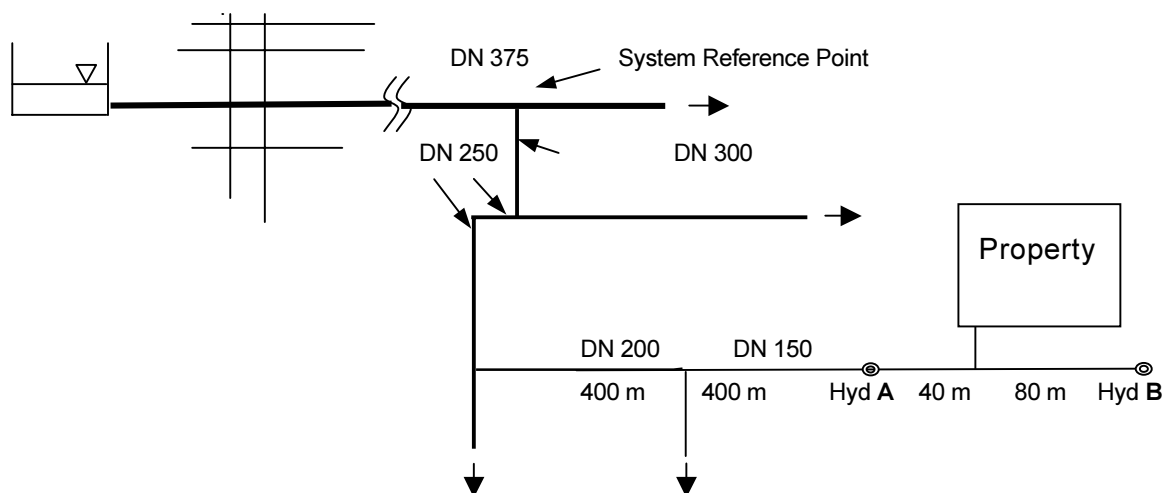 DN 375
System Reference Point
DN 250
DN 300
Property
DN 200
DN 150
400 m
400 m
Hyd A
40 m
80 m
Hyd B